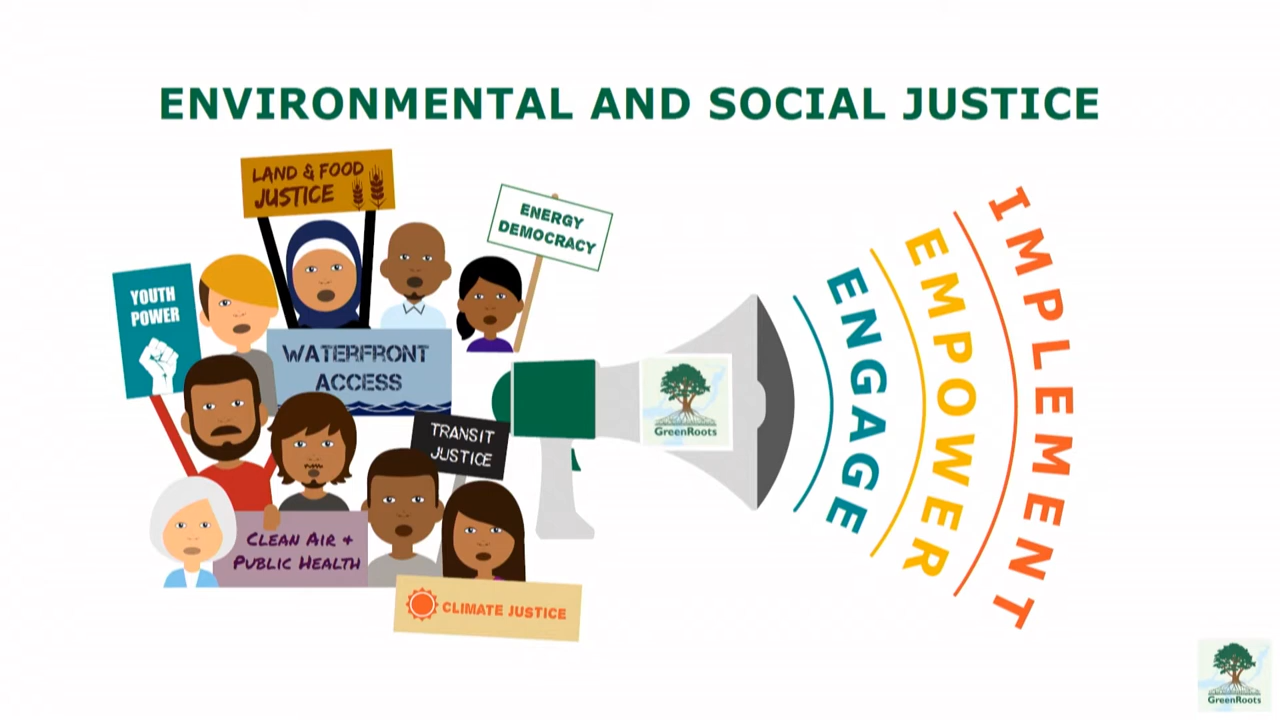 ENVIRONMENTAL AND SOCIAL JUSTICE
LAND & FOOD
JUSTICE
ENERGY
DEMOCRACY
YOUTH
POWER
WATERFRONT
ACCESS
TRANSIT
JUSTICE
CLEAN AIR +
PUBLIC HEALTH
CLIMATE JUSTICE
GreenRoots
ENGAGE
EMPOWER
IMPLEMENT
GreenRoots